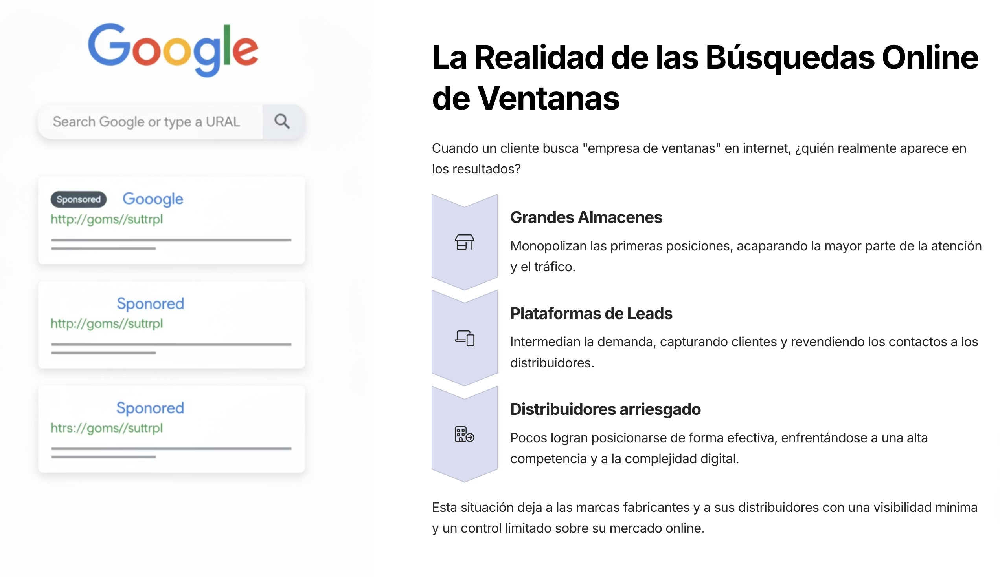 Google
Search Google or type a URAL
Sponsored Gooogle
http://goms//suttrpl
Sponored
http://goms//suttrpl
Sponored
htrs://goms//suttrpl
La Realidad de las Búsquedas Online
de Ventanas
Cuando un cliente busca "empresa de ventanas" en internet, ¿quién realmente aparece en
los resultados?
Grandes Almacenes
Monopolizan las primeras posiciones, acaparando la mayor parte de la atención
y el tráfico.
Plataformas de Leads
Intermedian la demanda, capturando clientes y revendiendo los contactos a los
distribuidores.
Distribuidores arriesgado
Pocos logran posicionarse de forma efectiva, enfrentándose a una alta
competencia y a la complejidad digital.
Esta situación deja a las marcas fabricantes y a sus distribuidores con una visibilidad mínima
y un control limitado sobre su mercado online.